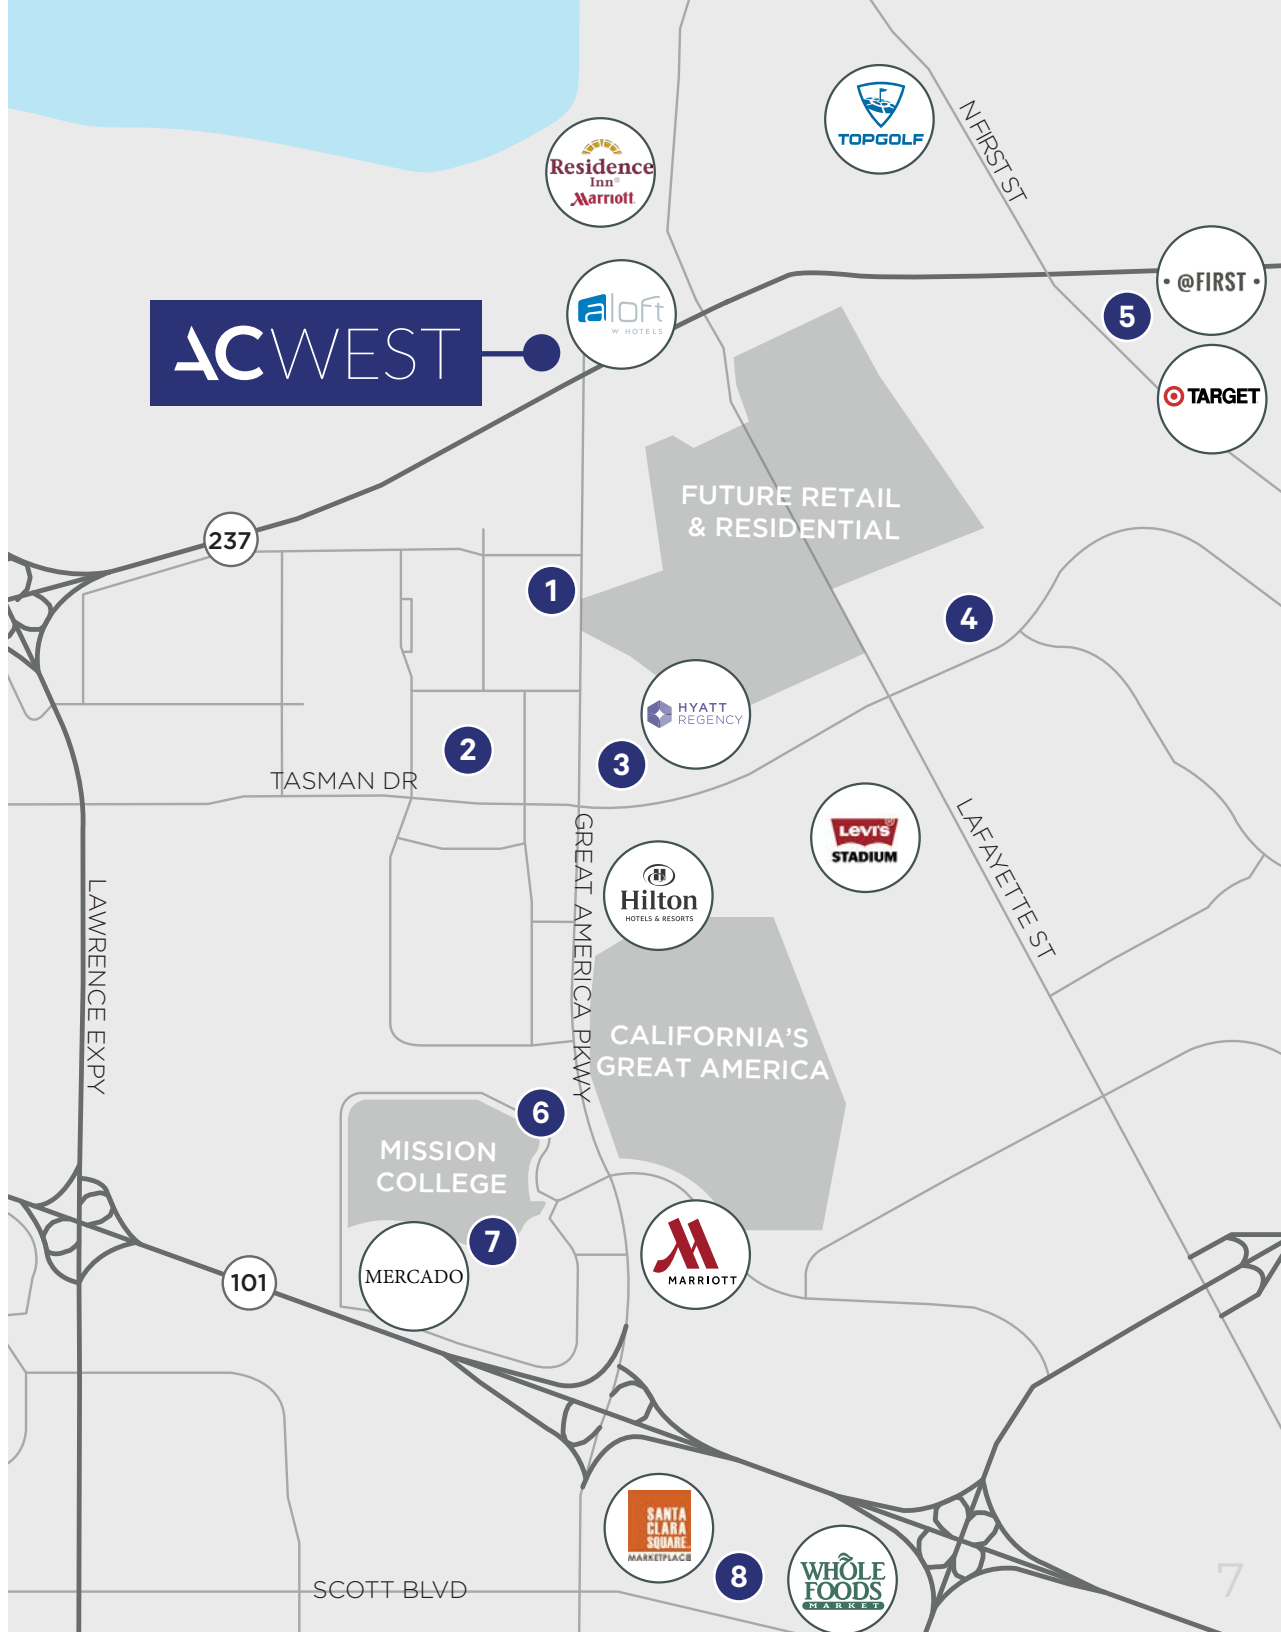 TOPGOLF
N FIRST ST
Residence
Inn®
Marriott
@FIRST
aloft
W HOTELS
5
ACWEST
TARGET
FUTURE RETAIL
& RESIDENTIAL
237
1
4
HYATT
REGENCY
2
3
TASMAN DR
LEVI'S®
STADIUM
GREAT AMERICA PKWY
LAFAYETTE ST
Hilton
HOTELS & RESORTS
LAWRENCE EXPY
CALIFORNIA'S
GREAT AMERICA
6
MISSION
COLLEGE
7
MERCADO
101
MARRIOTT
SANTA
CLARA
SQUARE
MARKETPLACE
8
WHOLE
FOODS
MARKET
SCOTT BLVD
7